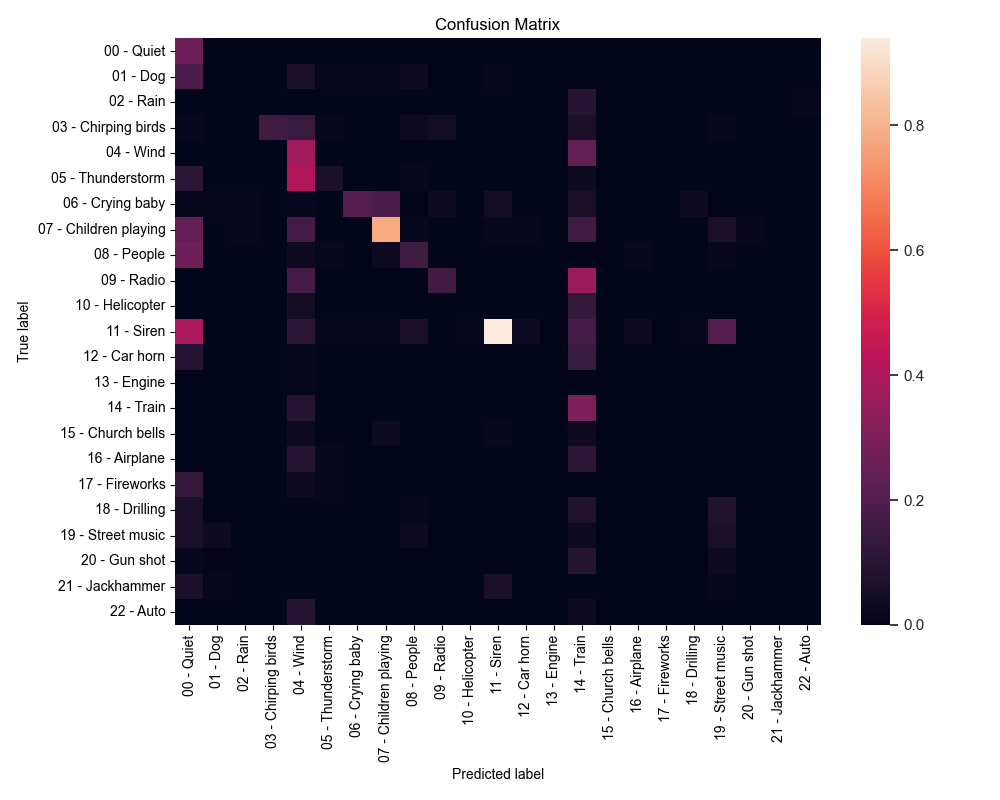 Confusion Matrix
True label
00 - Quiet
01 - Dog
02 - Rain
03 - Chirping birds
04 - Wind
05 - Thunderstorm
06 - Crying baby
07 - Children playing
08 - People
09 - Radio
10 - Helicopter
11 - Siren
12 - Car horn
13 - Engine
14 - Train
15 - Church bells
16 - Airplane
17 - Fireworks
18 - Drilling
19 - Street music
20 - Gun shot
21 - Jackhammer
22 - Auto
00 - Quiet
01 - Dog
02 - Rain
03 - Chirping birds
04 - Wind
05 - Thunderstorm
06 - Crying baby
07 - Children playing
08 - People
09 - Radio
10 - Helicopter
11 - Siren
12 - Car horn
13 - Engine
14 - Train
15 - Church bells
16 - Airplane
17 - Fireworks
18 - Drilling
19 - Street music
20 - Gun shot
21 - Jackhammer
22 - Auto
Predicted label
0.8
0.6
0.4
0.2
0.0